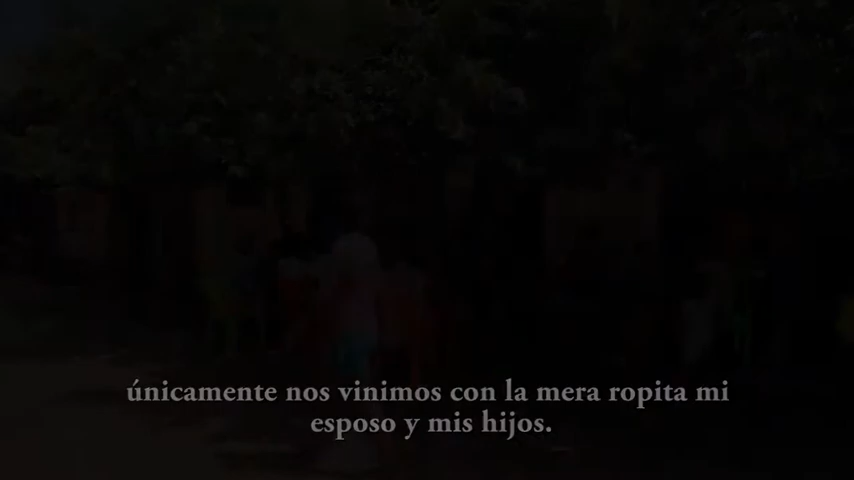 únicamente nos vinimos con la mera ropita mi
esposo y mis hijos.